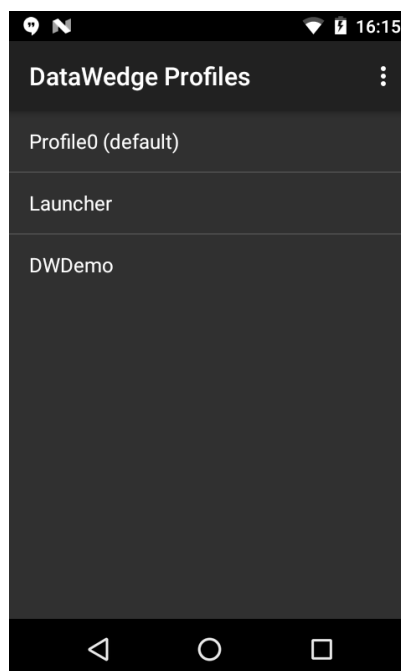 16:15
DataWedge Profiles
Profile0 (default)
Launcher
DWDemo